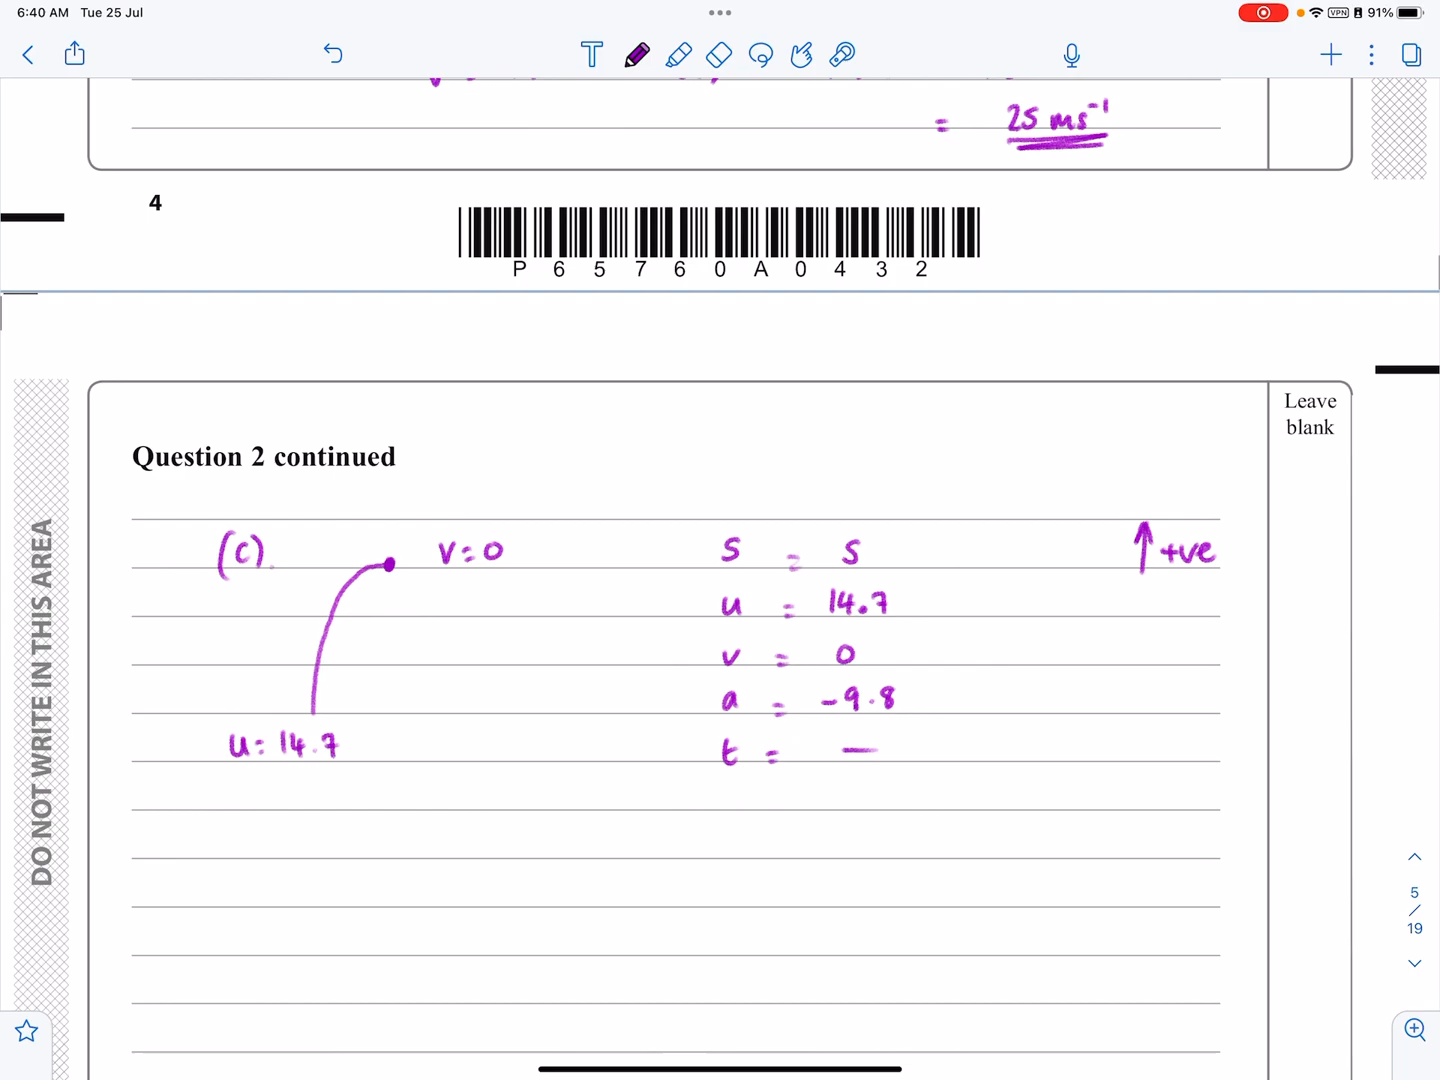 6:40 AM Tue 25 Jul
VPN 91%
= 25 ms⁻¹
4
P 6 5 7 6 0 A 0 4 3 2
DO NOT WRITE IN THIS AREA
Leave
blank
Question 2 continued
(c). v=0 s = s ↑+ve
u = 14.7
v = 0
a = -9.8
u = 14.7 t = —
5
/
19